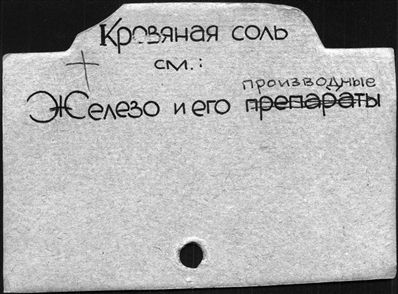 Кровяная соль
см.:
производные
Железо и его препараты